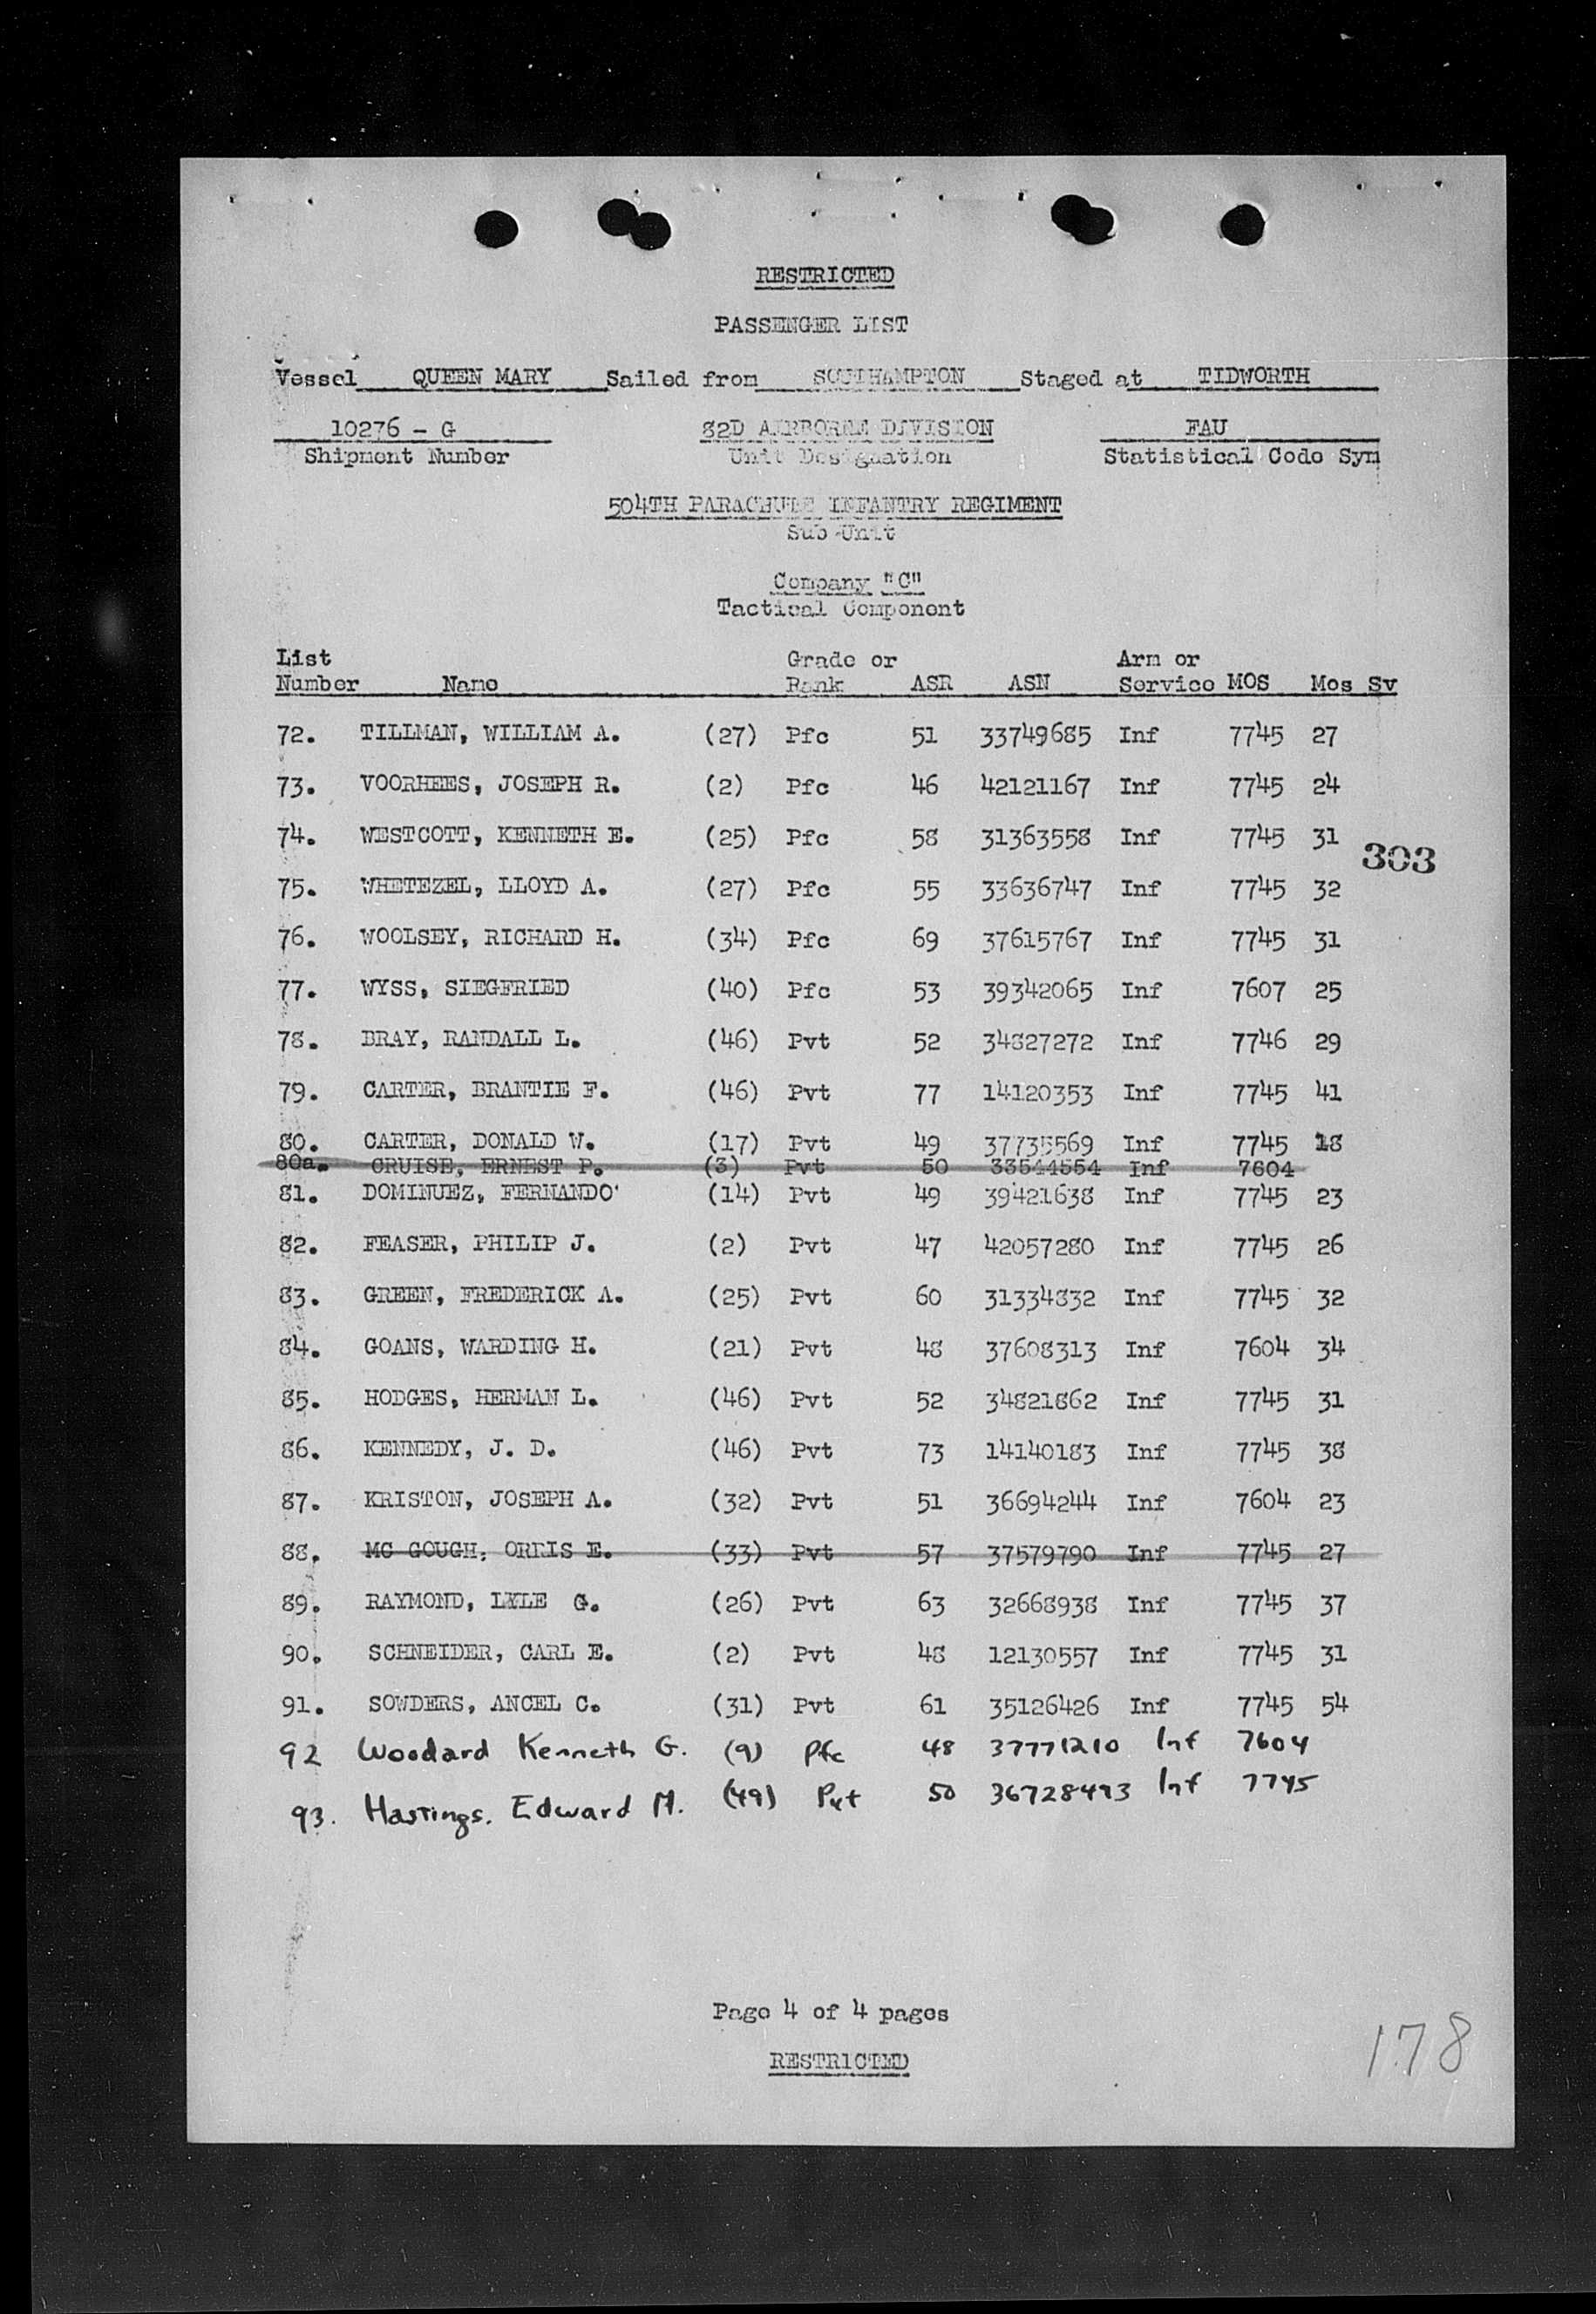 RESTRICTED
PASSENGER LIST
Vessel QUEEN MARY Sailed from SOUTHAMPTON Staged at TIDWORTH
10276 - G 82D AIRBORNE DIVISION FAU
Shipment Number Unit Designation Statistical Code Sym
504TH PARACHUTE INFANTRY REGIMENT
Sub-Unit
Company "C"
Tactical Component
List Grade or Arm or
Number Name Rank ASR ASN Service MOS Mos Sv
72. TILLMAN, WILLIAM A. (27) Pfc 51 33749685 Inf 7745 27
73. VOORHEES, JOSEPH R. (2) Pfc 46 42121167 Inf 7745 24
74. WESTCOTT, KENNETH E. (25) Pfc 58 31363558 Inf 7745 31
303
75. WHETEZEL, LLOYD A. (27) Pfc 55 33636747 Inf 7745 32
76. WOOLSEY, RICHARD H. (34) Pfc 69 37615767 Inf 7745 31
77. WYSS, SIEGFRIED (40) Pfc 53 39342065 Inf 7607 25
78. BRAY, RANDALL L. (46) Pvt 52 34827272 Inf 7746 29
79. CARTER, BRANTIE F. (46) Pvt 77 14120353 Inf 7745 41
80. CARTER, DONALD W. (17) Pvt 49 37735569 Inf 7745 18
80a. CRUISE, ERNEST P. (3) Pvt 50 33544554 Inf 7604
81. DOMINUEZ, FERNANDO (14) Pvt 49 39421638 Inf 7745 23
82. FEASER, PHILIP J. (2) Pvt 47 42057280 Inf 7745 26
83. GREEN, FREDERICK A. (25) Pvt 60 31334832 Inf 7745 32
84. GOANS, WARDING H. (21) Pvt 48 37608313 Inf 7604 34
85. HODGES, HERMAN L. (46) Pvt 52 34821862 Inf 7745 31
86. KENNEDY, J. D. (46) Pvt 73 14140183 Inf 7745 38
87. KRISTON, JOSEPH A. (32) Pvt 51 36694244 Inf 7604 23
88. MC GOUGH, ORRIS E. (33) Pvt 57 37579790 Inf 7745 27
89. RAYMOND, LYLE G. (26) Pvt 63 32668938 Inf 7745 37
90. SCHNEIDER, CARL E. (2) Pvt 48 12130557 Inf 7745 31
91. SOWDERS, ANCEL C. (31) Pvt 61 35126426 Inf 7745 54
92 Woodard Kenneth G. (9) Pfc 48 37771210 Inf 7604
93. Hastings, Edward M. (49) Pvt 50 36728493 Inf 7745
Page 4 of 4 pages
RESTRICTED
178